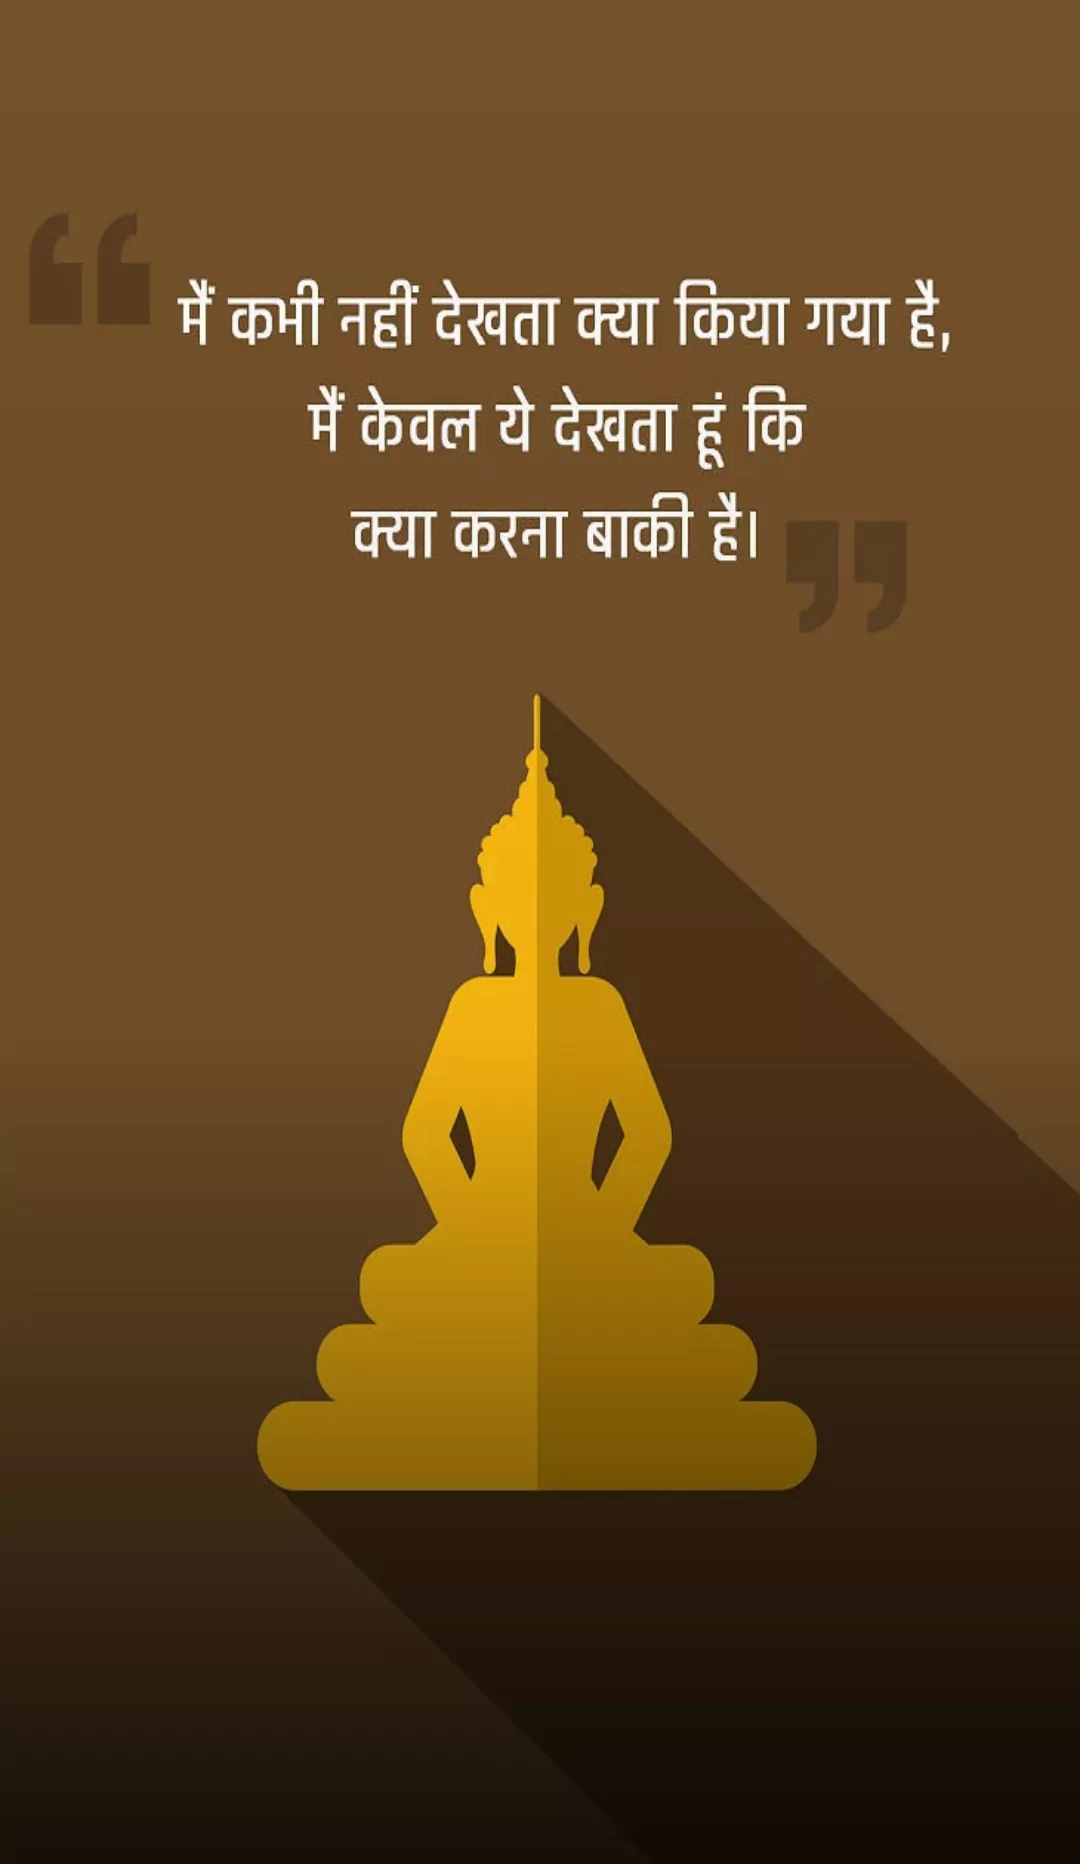 “मैं कभी नहीं देखता क्या किया गया है,
मैं केवल ये देखता हूं कि
क्या करना बाकी है।”